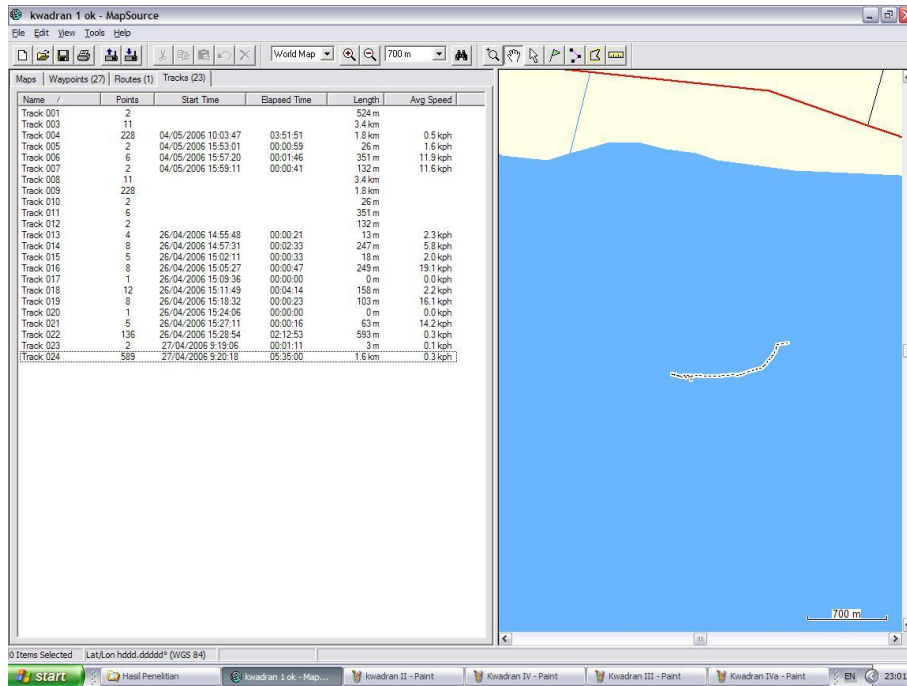 kwadran 1 ok - MapSource
File Edit View Tools Help
World Map 700 m
Maps Waypoints (27) Routes (1) Tracks (23)
Name Points Start Time Elapsed Time Length Avg Speed
Track 001 2 524 m
Track 003 11 3.4 km
Track 004 228 04/05/2006 10:03:47 03:51:51 1.8 km 0.5 kph
Track 005 2 04/05/2006 15:53:01 00:00:59 26 m 1.6 kph
Track 006 6 04/05/2006 15:57:20 00:01:46 351 m 11.9 kph
Track 007 2 04/05/2006 15:59:11 00:00:41 132 m 11.6 kph
Track 008 11 3.4 km
Track 009 228 1.8 km
Track 010 2 26 m
Track 011 6 351 m
Track 012 2 132 m
Track 013 4 26/04/2006 14:55:48 00:00:21 13 m 2.3 kph
Track 014 8 26/04/2006 14:57:31 00:02:33 247 m 5.8 kph
Track 015 5 26/04/2006 15:02:11 00:00:33 18 m 2.0 kph
Track 016 8 26/04/2006 15:05:27 00:00:47 249 m 19.1 kph
Track 017 1 26/04/2006 15:09:36 00:00:00 0 m 0.0 kph
Track 018 12 26/04/2006 15:11:49 00:04:14 158 m 2.2 kph
Track 019 8 26/04/2006 15:18:32 00:00:23 103 m 16.1 kph
Track 020 1 26/04/2006 15:24:06 00:00:00 0 m 0.0 kph
Track 021 5 26/04/2006 15:27:11 00:00:16 63 m 14.2 kph
Track 022 136 26/04/2006 15:28:54 02:12:53 593 m 0.3 kph
Track 023 2 27/04/2006 9:19:06 00:01:11 3 m 0.1 kph
Track 024 589 27/04/2006 9:20:18 05:35:00 1.6 km 0.3 kph
700 m
0 Items Selected Lat/Lon hddd.ddddd° (WGS 84)
start Hasil Penelitian kwadran 1 ok - Map... kwadran II - Paint Kwadran IV - Paint Kwadran III - Paint Kwadran IVa - Paint EN 23:01